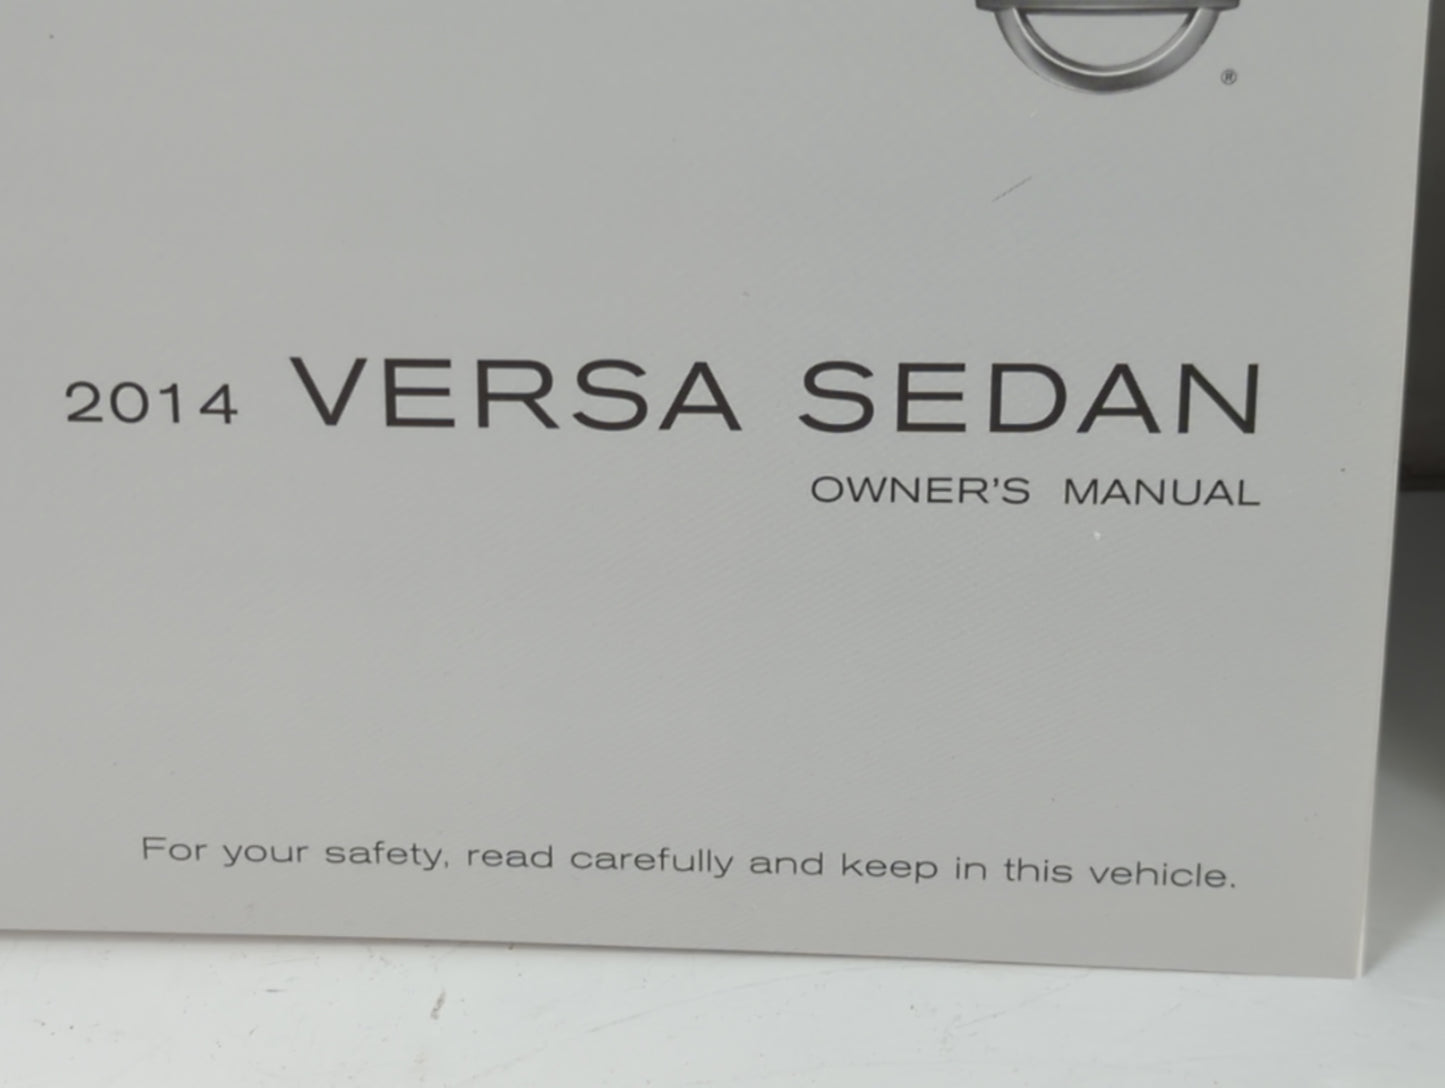 ®
2014 VERSA SEDAN
OWNER'S MANUAL
For your safety, read carefully and keep in this vehicle.